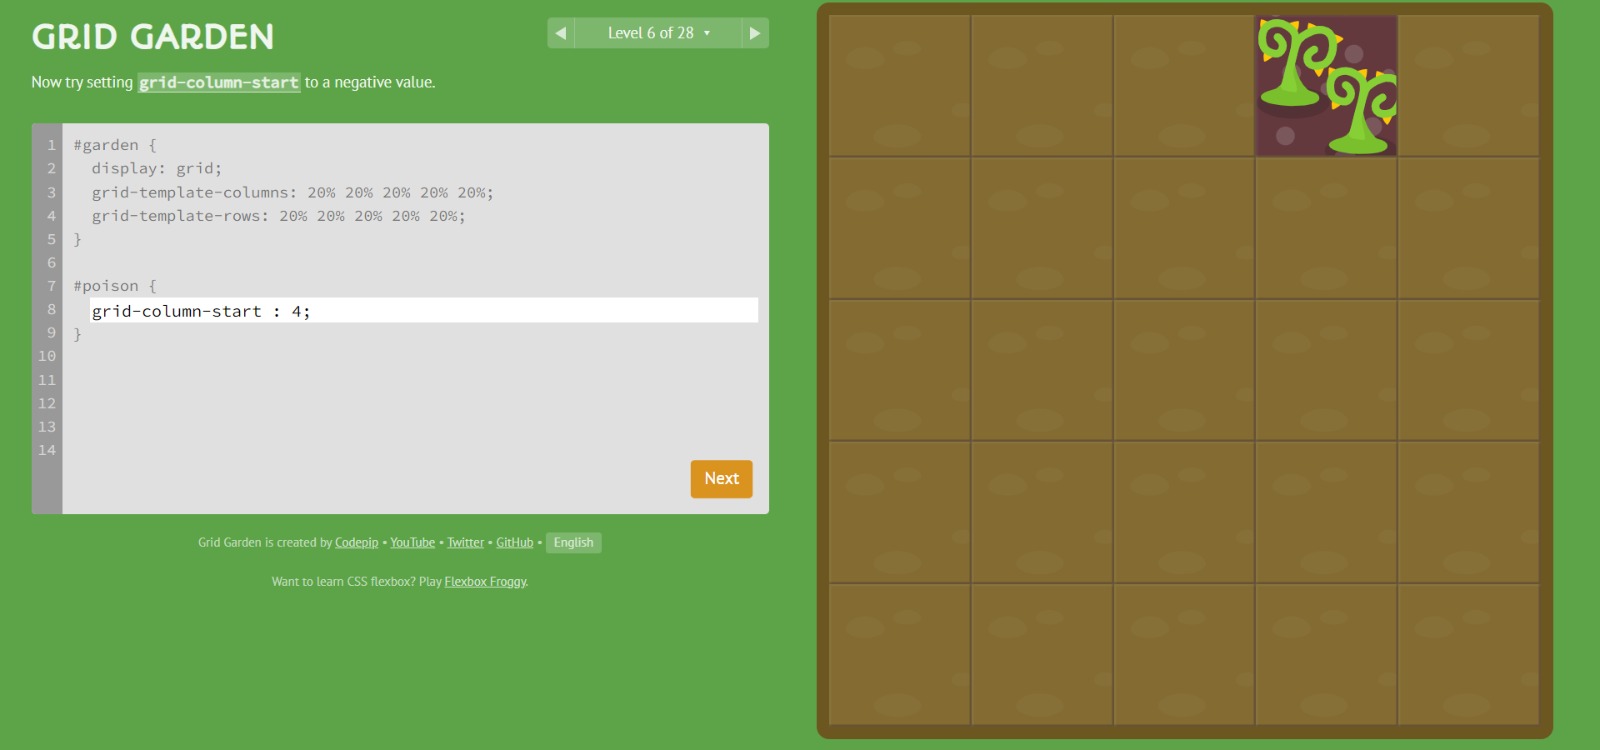 GRID GARDEN
◀ Level 6 of 28 ▾ ▶
Now try setting grid-column-start to a negative value.
1 #garden {
2 display: grid;
3 grid-template-columns: 20% 20% 20% 20% 20%;
4 grid-template-rows: 20% 20% 20% 20% 20%;
5 }
6
7 #poison {
8 grid-column-start : 4;
9 }
10
11
12
13
14
Next
Grid Garden is created by Codepip • YouTube • Twitter • GitHub • English
Want to learn CSS flexbox? Play Flexbox Froggy.